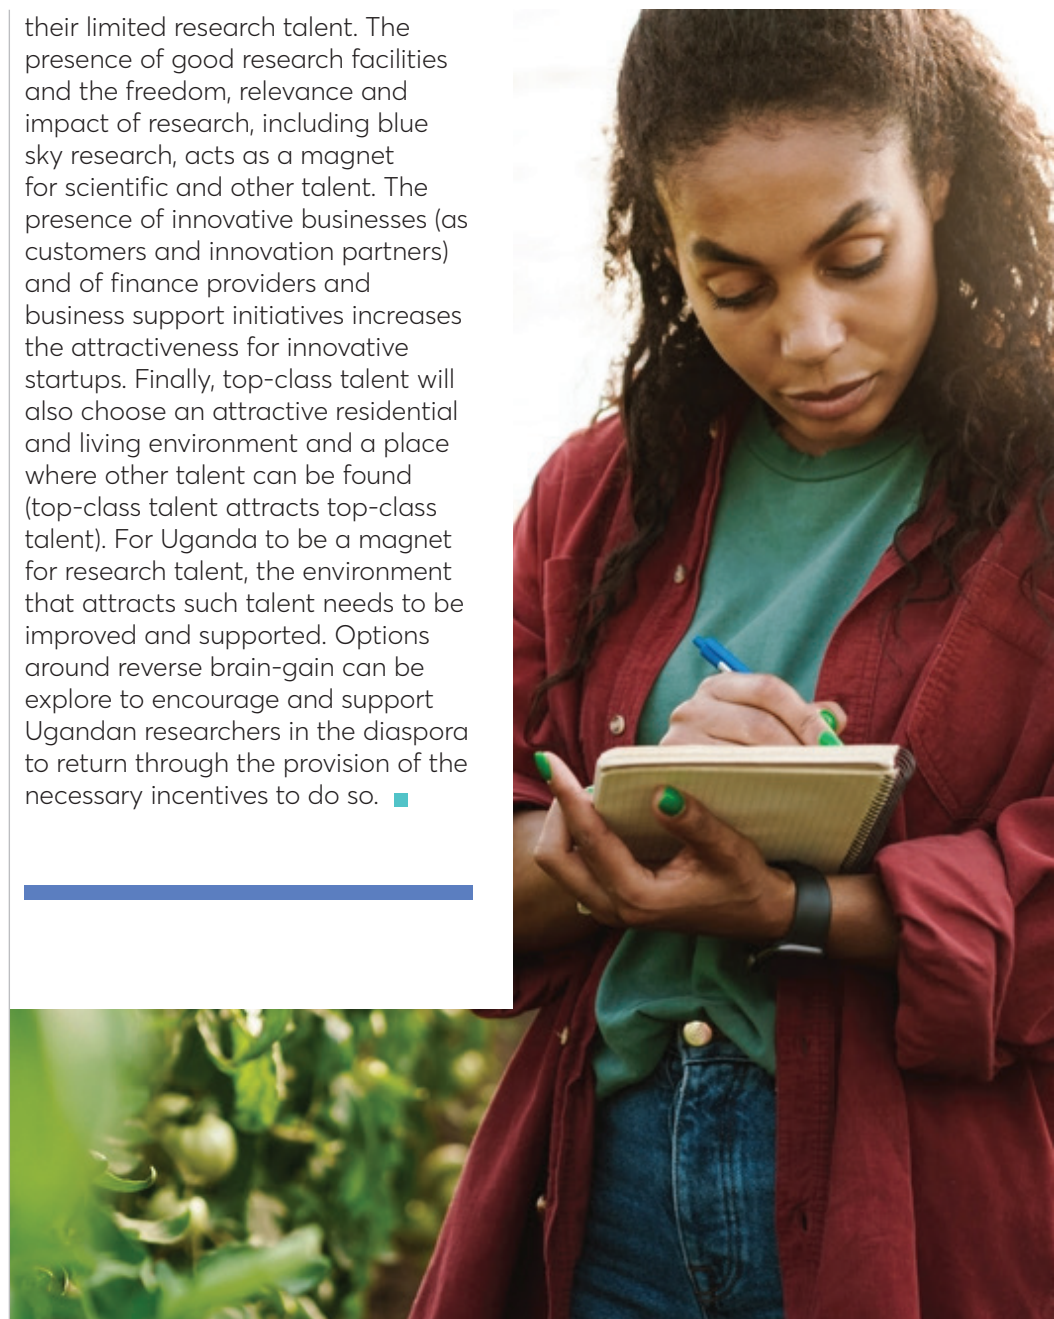 their limited research talent. The
presence of good research facilities
and the freedom, relevance and
impact of research, including blue
sky research, acts as a magnet
for scientific and other talent. The
presence of innovative businesses (as
customers and innovation partners)
and of finance providers and
business support initiatives increases
the attractiveness for innovative
startups. Finally, top-class talent will
also choose an attractive residential
and living environment and a place
where other talent can be found
(top-class talent attracts top-class
talent). For Uganda to be a magnet
for research talent, the environment
that attracts such talent needs to be
improved and supported. Options
around reverse brain-gain can be
explore to encourage and support
Ugandan researchers in the diaspora
to return through the provision of the
necessary incentives to do so.